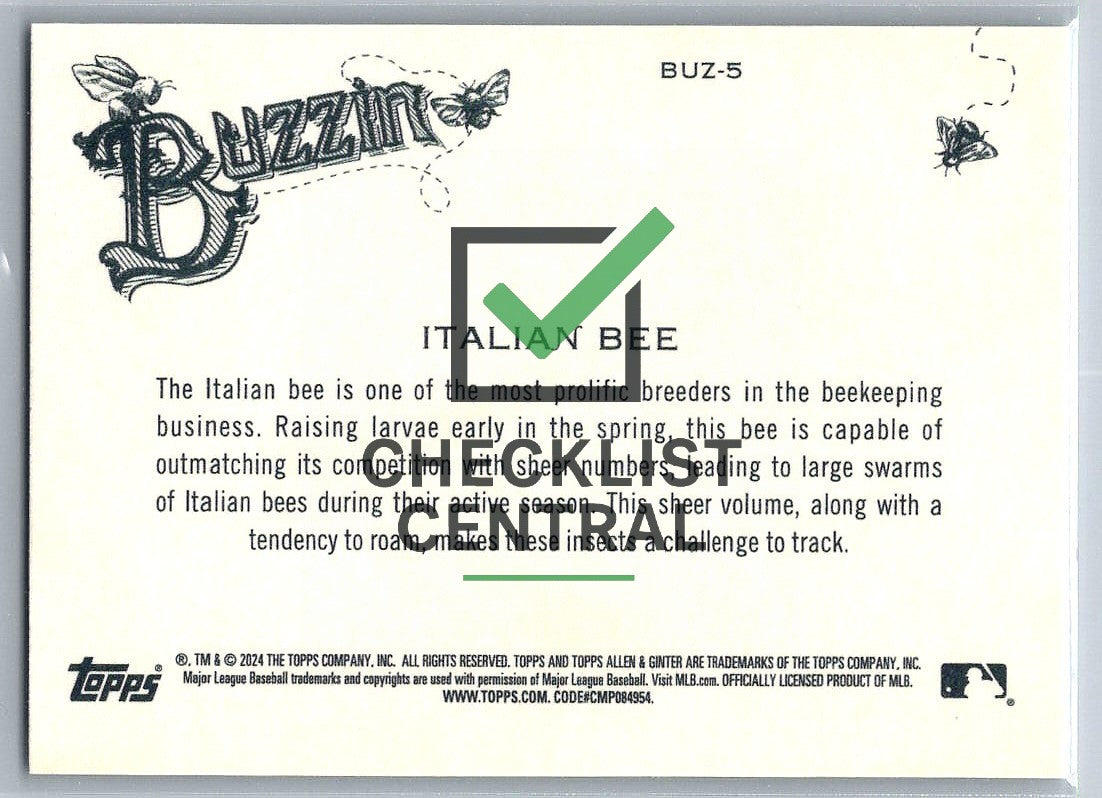 BUZ-5
Buzzin
ITALIAN BEE
The Italian bee is one of the most prolific breeders in the beekeeping
business. Raising larvae early in the spring, this bee is capable of
outmatching its competition with sheer numbers, leading to large swarms
of Italian bees during their active season. This sheer volume, along with a
tendency to roam, makes these insects a challenge to track.
CHECKLIST
CENTRAL
topps®
®, TM & © 2024 THE TOPPS COMPANY, INC. ALL RIGHTS RESERVED. TOPPS AND TOPPS ALLEN & GINTER ARE TRADEMARKS OF THE TOPPS COMPANY, INC.
Major League Baseball trademarks and copyrights are used with permission of Major League Baseball. Visit MLB.com. OFFICIALLY LICENSED PRODUCT OF MLB.
WWW.TOPPS.COM. CODE#CMP084954.
®